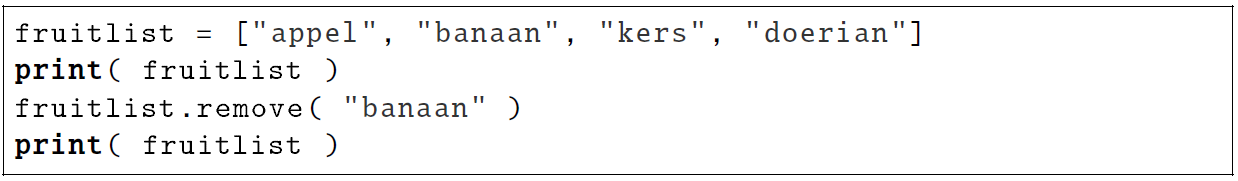 fruitlist = ["appel", "banaan", "kers", "doerian"]
print( fruitlist )
fruitlist.remove( "banaan" )
print( fruitlist )